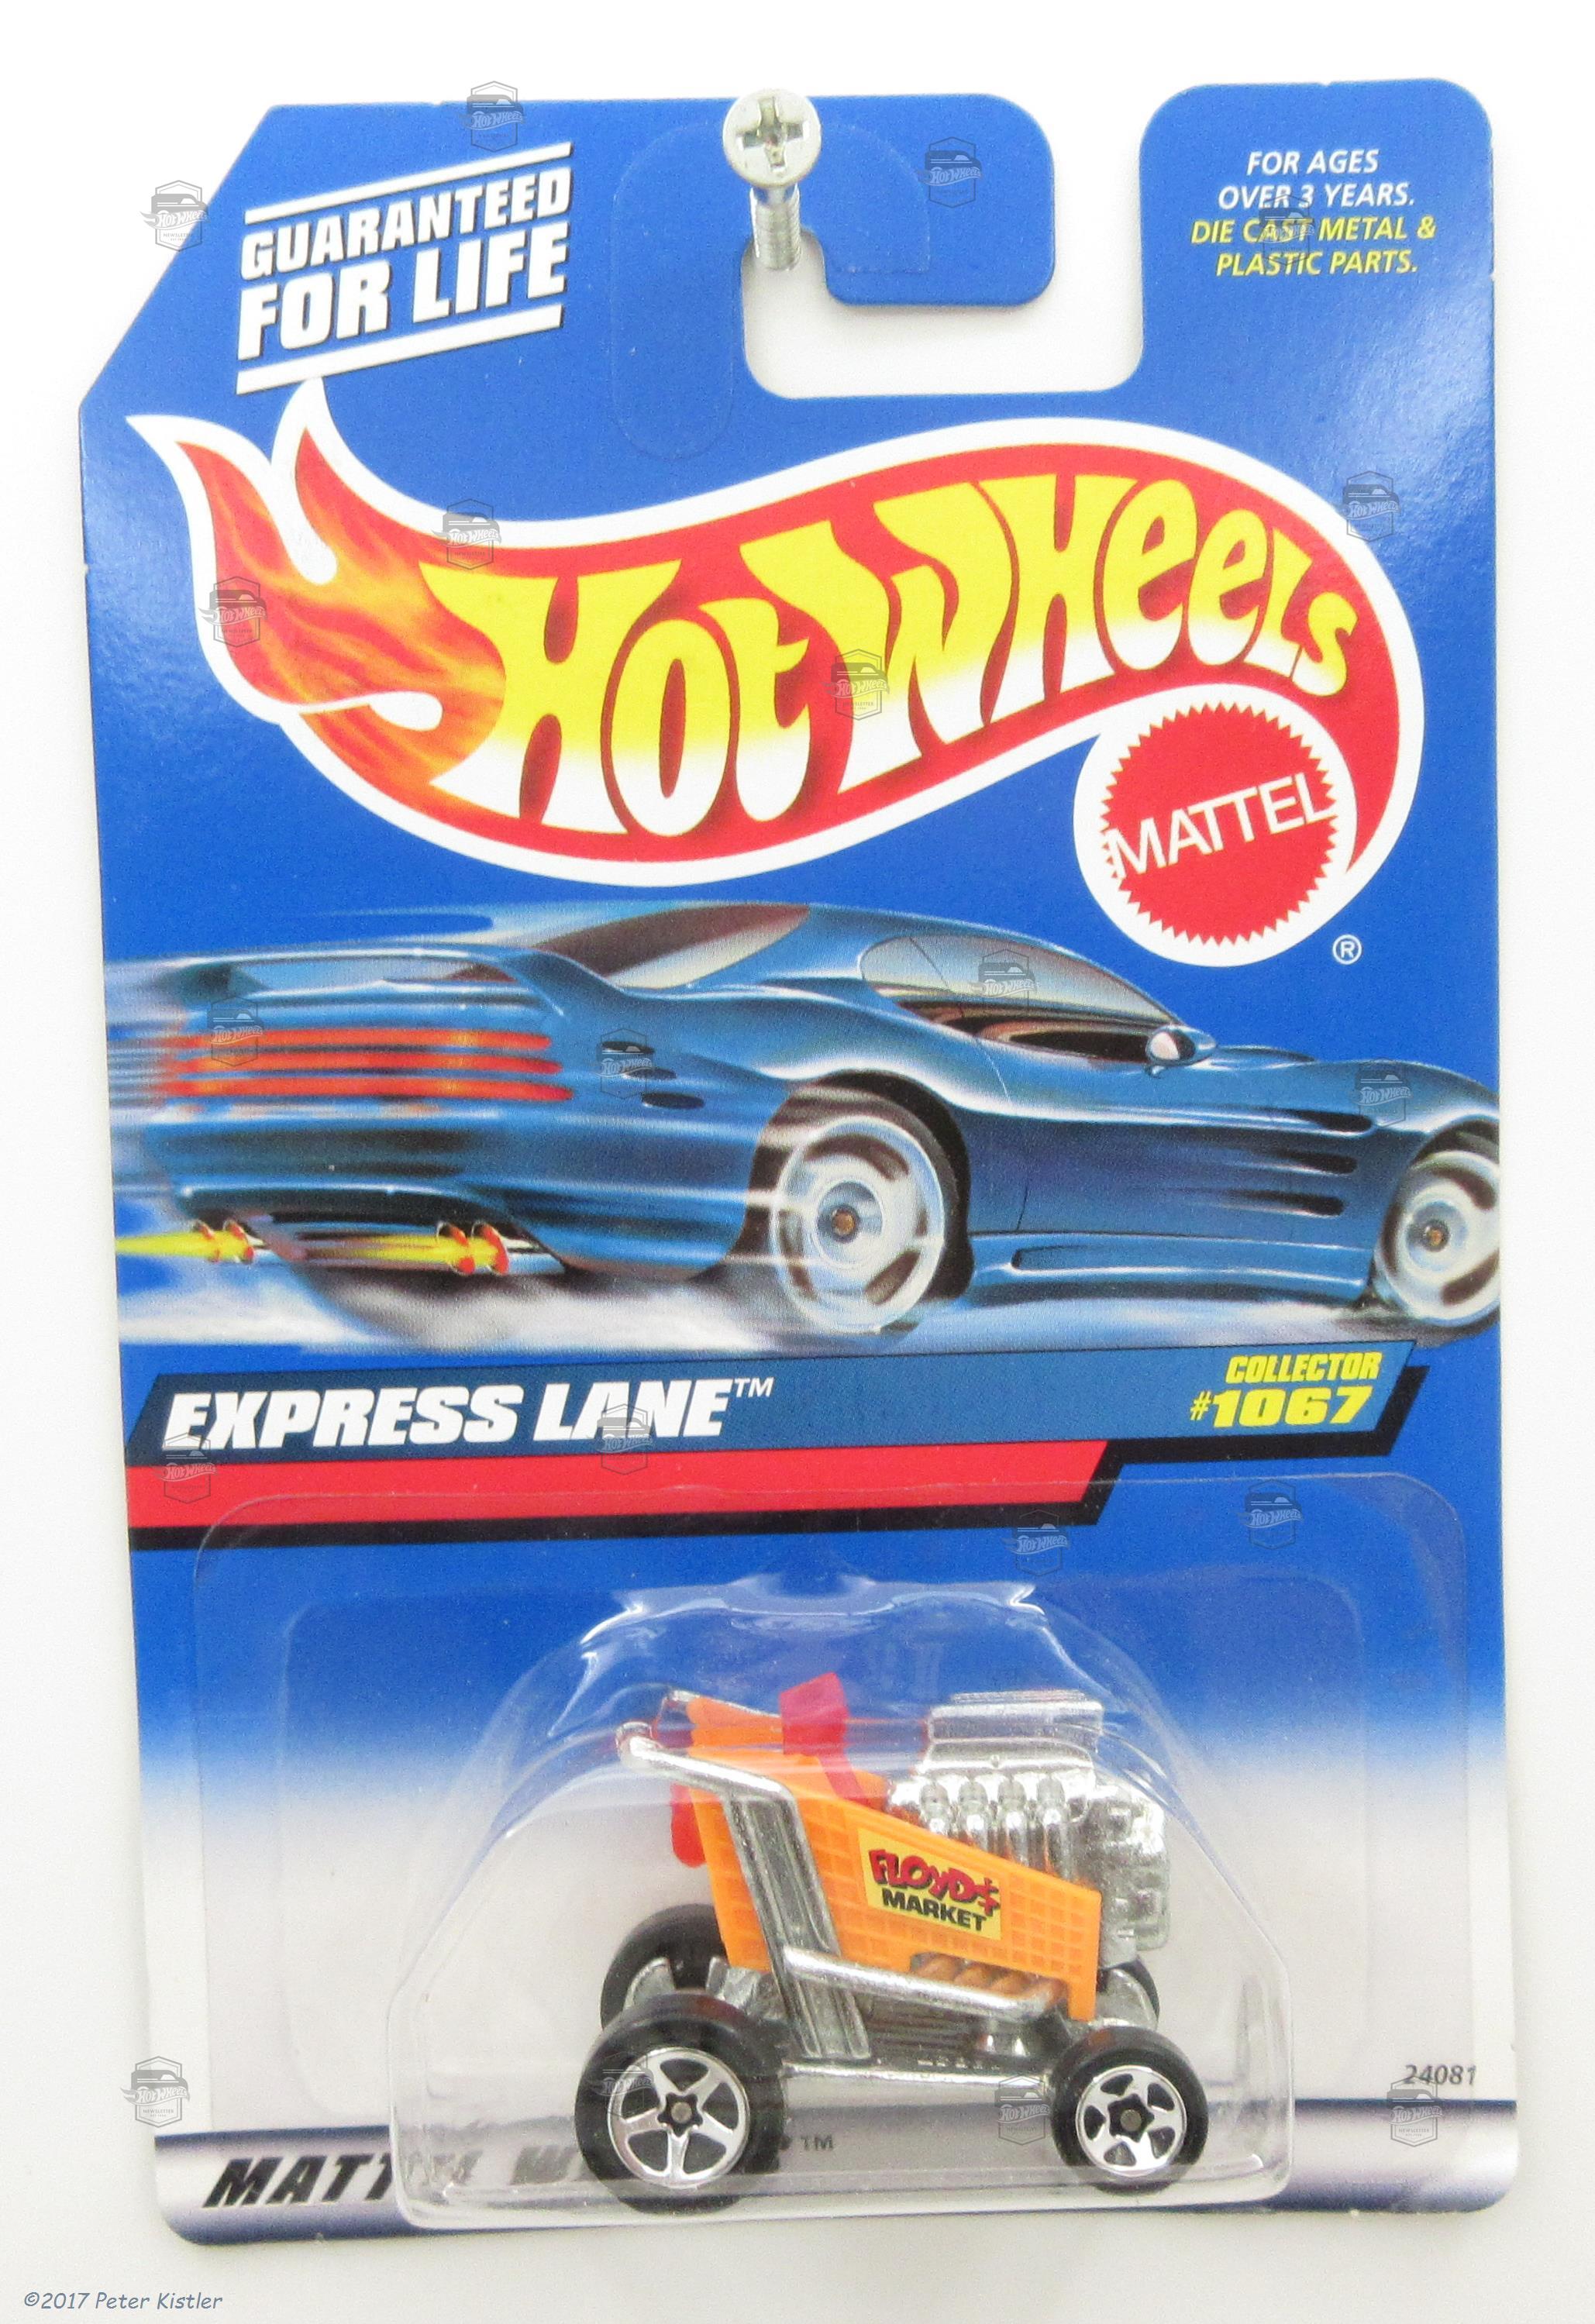 GUARANTEED
FOR LIFE
FOR AGES
OVER 3 YEARS.
DIE CAST METAL &
PLASTIC PARTS.
HOT WHEELS
MATTEL
®
EXPRESS LANE™
COLLECTOR
#1067
FLOYD$
MARKET
24081
™
©2017 Peter Kistler